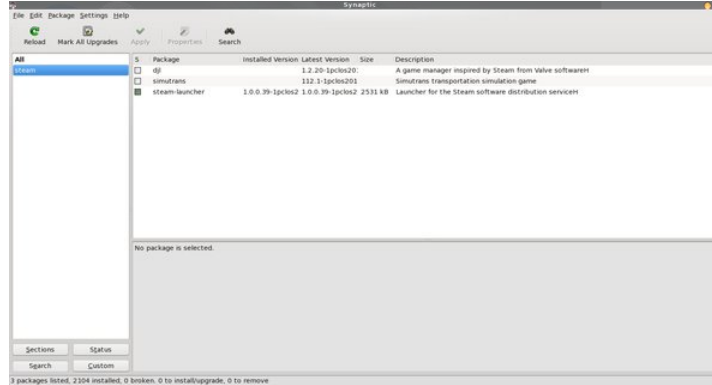 Synaptic
File Edit Package Settings Help
Reload Mark All Upgrades Apply Properties Search
All
steam
S Package Installed Version Latest Version Size Description
djl 1.2.20-1pclos20: A game manager inspired by Steam from Valve softwareH
simutrans 112.1-1pclos201 Simutrans transportation simulation game
steam-launcher 1.0.0.39-1pclos2 1.0.0.39-1pclos2 2531 kB Launcher for the Steam software distribution serviceH
No package is selected.
Sections Status
Search Custom
3 packages listed, 2104 installed, 0 broken. 0 to install/upgrade, 0 to remove